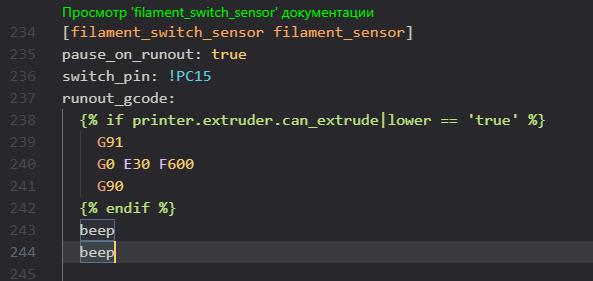 Просмотр 'filament_switch_sensor' документации
234 [filament_switch_sensor filament_sensor]
235 pause_on_runout: true
236 switch_pin: !PC15
237 runout_gcode:
238 {% if printer.extruder.can_extrude|lower == 'true' %}
239 G91
240 G0 E30 F600
241 G90
242 {% endif %}
243 beep
244 beep
245